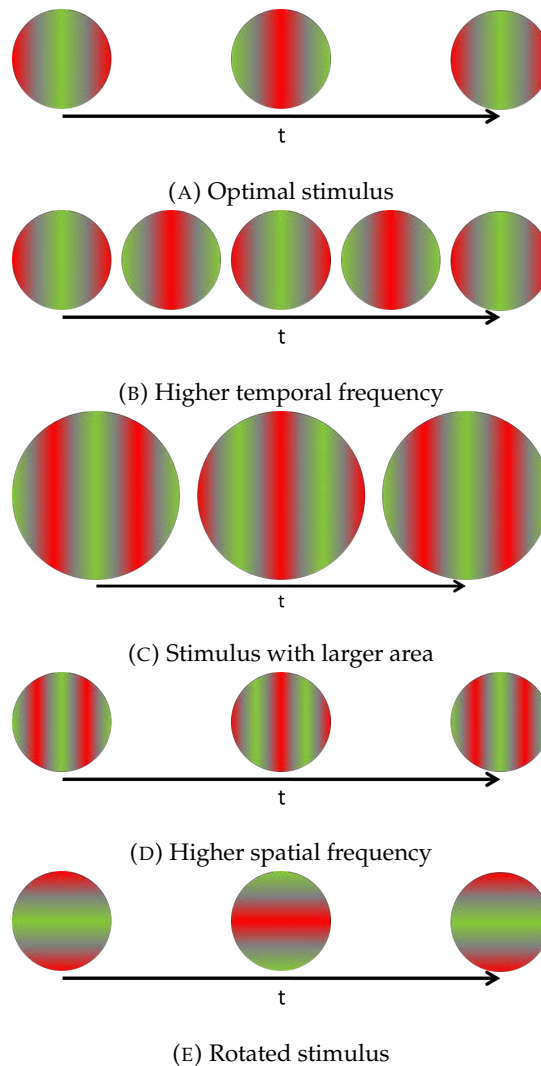 t
(A) Optimal stimulus
t
(B) Higher temporal frequency
t
(C) Stimulus with larger area
t
(D) Higher spatial frequency
t
(E) Rotated stimulus